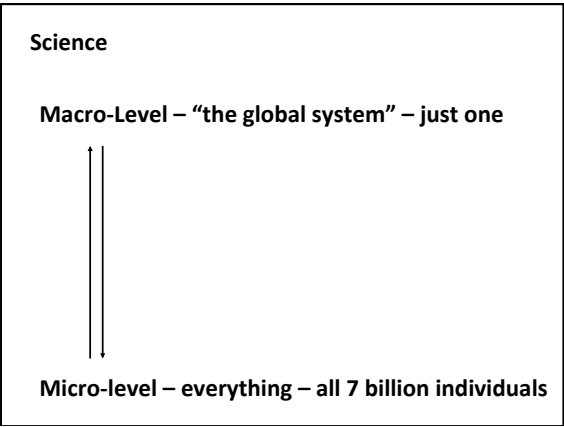 Science
Macro-Level – “the global system” – just one
Micro-level – everything – all 7 billion individuals